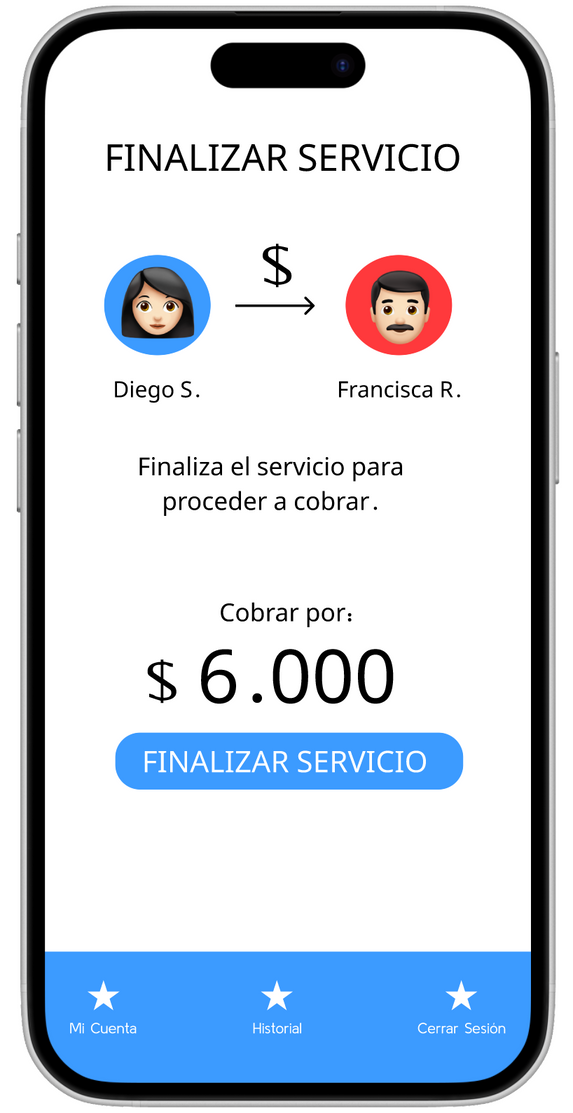 FINALIZAR SERVICIO
$
Diego S.
Francisca R.
Finaliza el servicio para
proceder a cobrar.
Cobrar por:
$ 6.000
FINALIZAR SERVICIO
Mi Cuenta
Historial
Cerrar Sesión